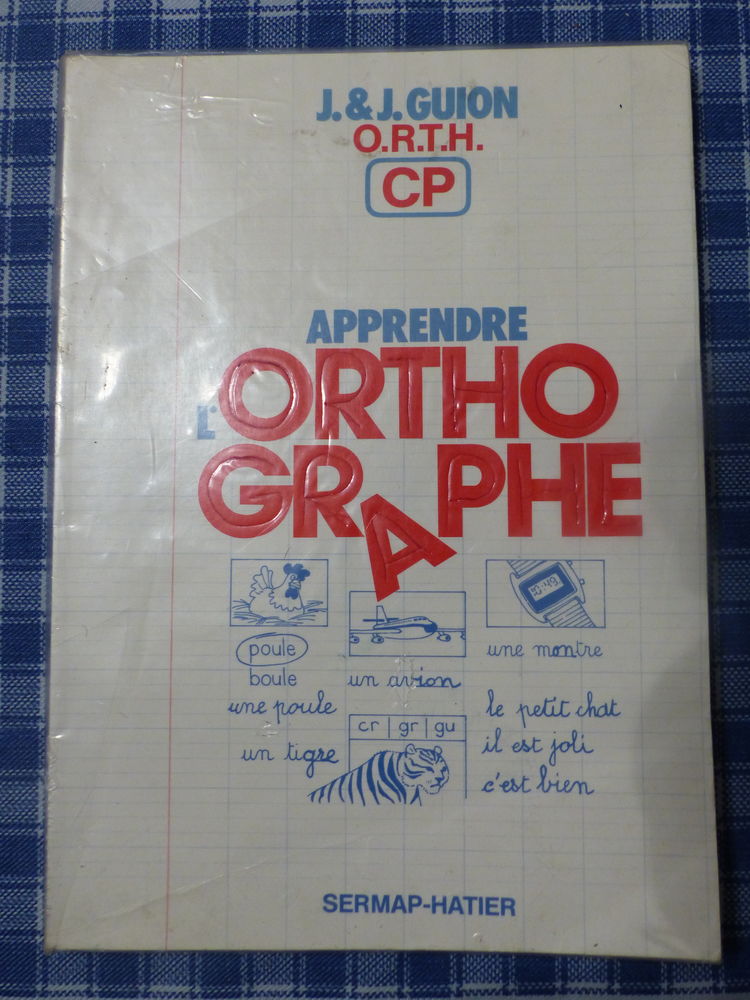 J. & J. GUION
O.R.T.H.
CP
APPRENDRE
L'ORTHO
GRAPHE
poule
boule
une poule
un avion
une montre
cr | gr | gu
un tigre
le petit chat
il est joli
c'est bien
SERMAP-HATIER